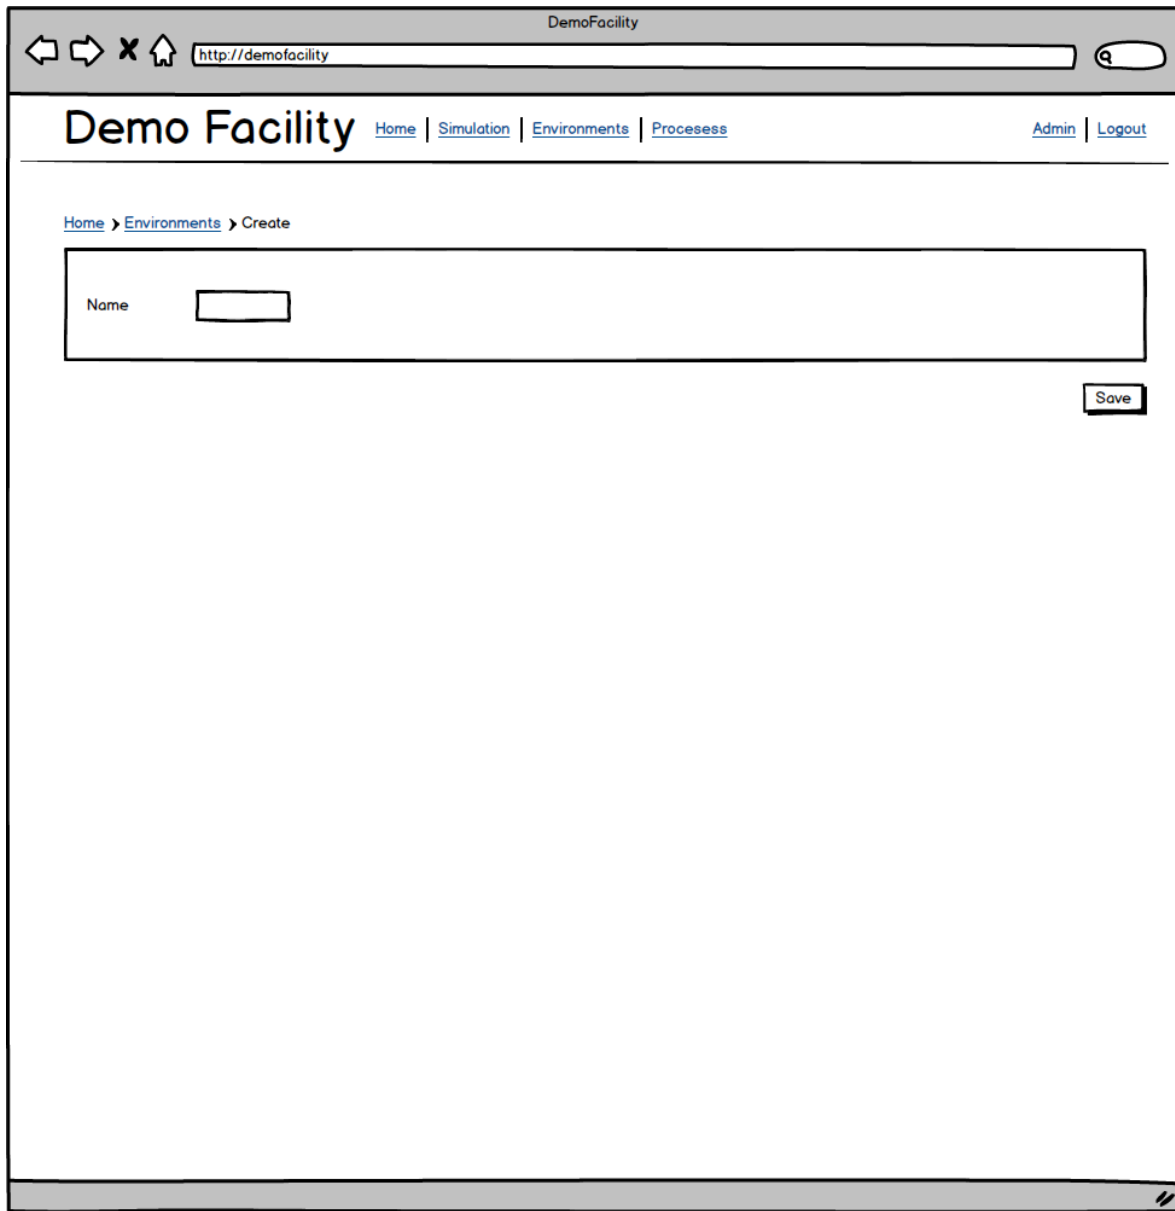 DemoFacility
http://demofacility
Demo Facility Home Simulation Environments Procesess Admin Logout
Home Environments Create
Name
Save